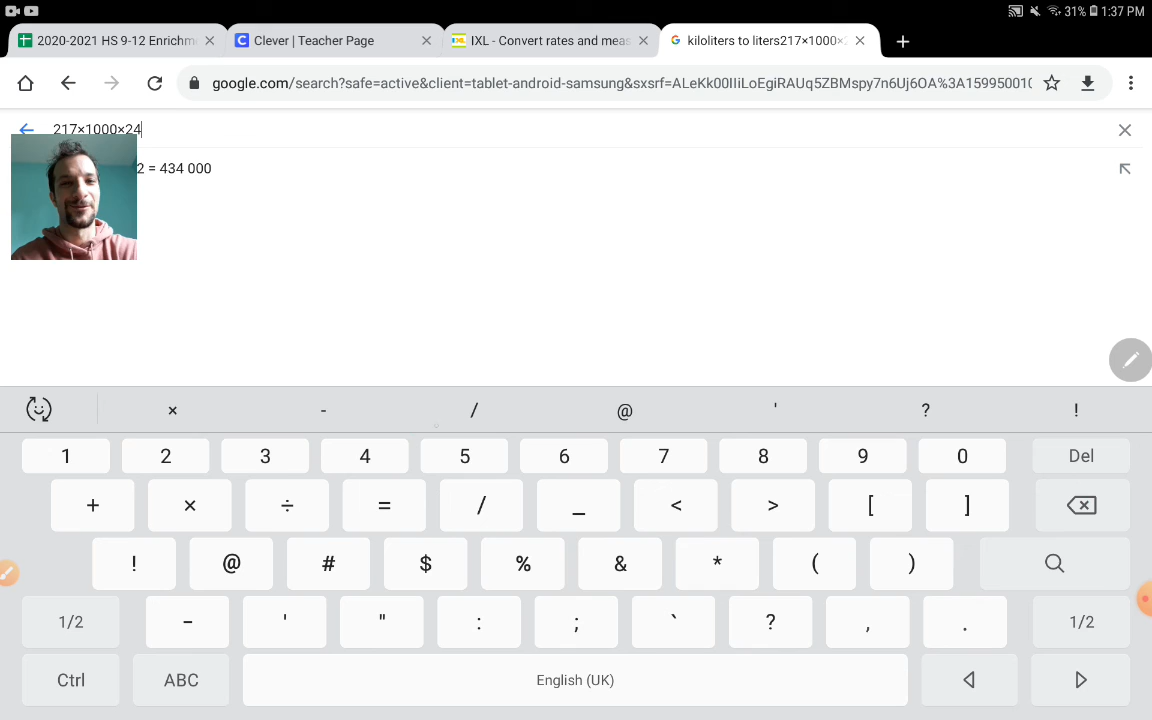 31% 1:37 PM
2020-2021 HS 9-12 Enrichm
Clever | Teacher Page
IXL - Convert rates and meas
kiloliters to liters217×1000×
google.com/search?safe=active&client=tablet-android-samsung&sxsrf=ALeKk00IIiLoEgiRAUq5ZBMspy7n6Uj6OA%3A159950010
217×1000×24
2 = 434 000
× - / @ ' ? !
1 2 3 4 5 6 7 8 9 0 Del
+ × ÷ = / _ < > [ ]
! @ # $ % & * ( )
1/2 - ' " : ; ` ? , . 1/2
Ctrl ABC English (UK)